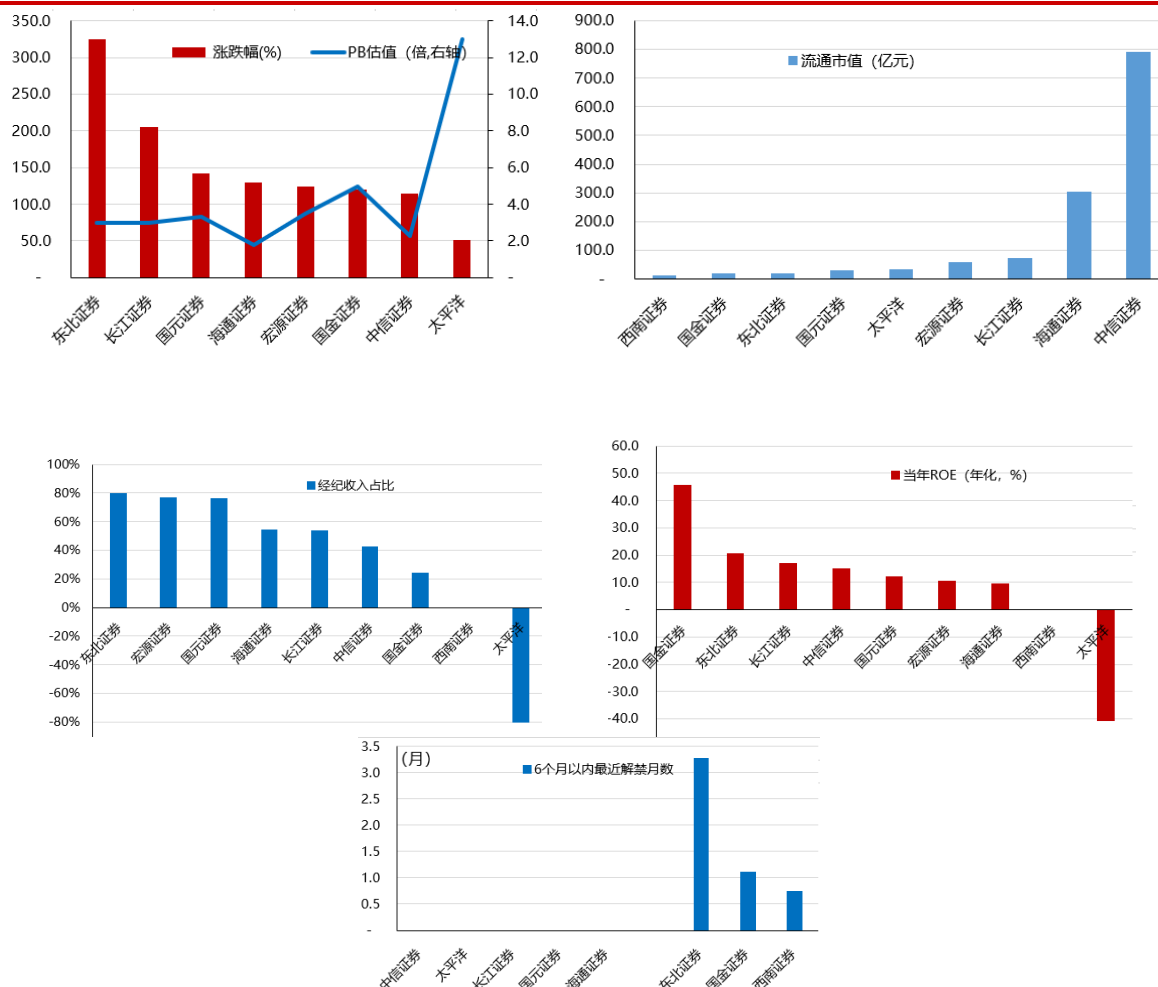 350.0
300.0
250.0
200.0
150.0
100.0
50.0
-
涨跌幅(%)
PB估值（倍,右轴）
14.0
12.0
10.0
8.0
6.0
4.0
2.0
-
东北证券
长江证券
国元证券
海通证券
宏源证券
国金证券
中信证券
太平洋
900.0
800.0
700.0
600.0
500.0
400.0
300.0
200.0
100.0
-
流通市值（亿元）
西南证券
国金证券
东北证券
国元证券
太平洋
宏源证券
长江证券
海通证券
中信证券
100%
80%
60%
40%
20%
0%
-20%
-40%
-60%
-80%
经纪收入占比
东北证券
宏源证券
国元证券
海通证券
长江证券
中信证券
国金证券
西南证券
太平洋
60.0
50.0
40.0
30.0
20.0
10.0
-
-10.0
-20.0
-30.0
-40.0
当年ROE（年化，%）
国金证券
东北证券
长江证券
中信证券
国元证券
宏源证券
海通证券
西南证券
太平洋
3.5
3.0
2.5
2.0
1.5
1.0
0.5
-
（月）
6个月以内最近解禁月数
中信证券
太平洋
长江证券
国元证券
海通证券
东北证券
国金证券
西南证券